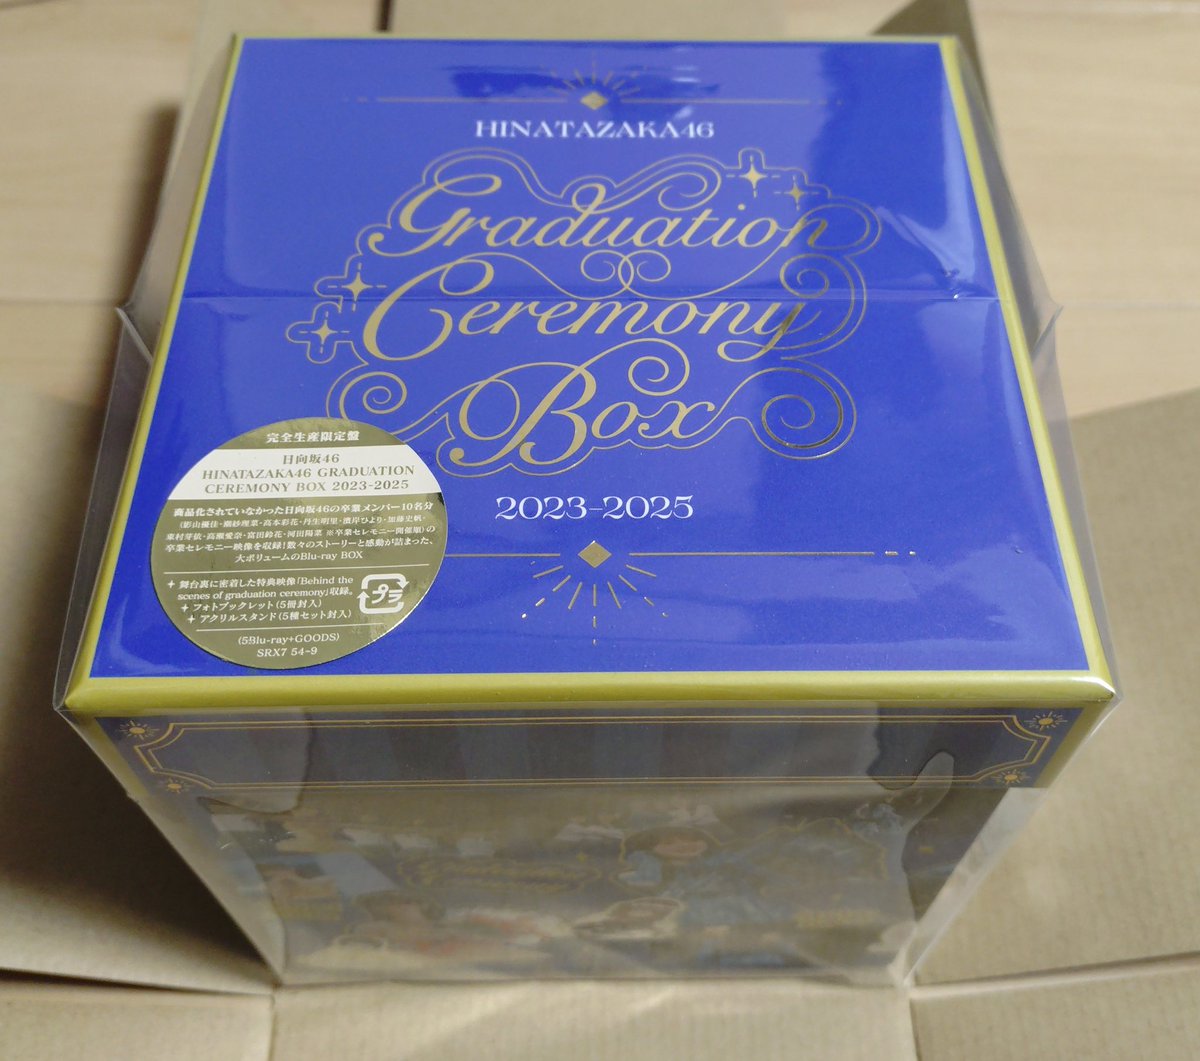 HINATAZAKA46
Graduation
Ceremony
Box
2023-2025
完全生産限定盤
日向坂46
HINATAZAKA46 GRADUATION
CEREMONY BOX 2023-2025
商品化されていなかった日向坂46の卒業メンバー10名分
(影山優佳・潮紗理菜・高本彩花・丹生明里・濱岸ひより・加藤史帆・
東村芽依・高瀬愛奈・富田鈴花・河田陽菜 ※卒業セレモニー開催順)の
卒業セレモニー映像を収録!数々のストーリーと感動が詰まった、
大ボリュームのBlu-ray BOX
舞台裏に密着した特典映像「Behind the
scenes of graduation ceremony」収録。
フォトブックレット(5冊封入)
アクリルスタンド(5種セット封入)
プラ
(5Blu-ray+GOODS)
SRX7 54-9